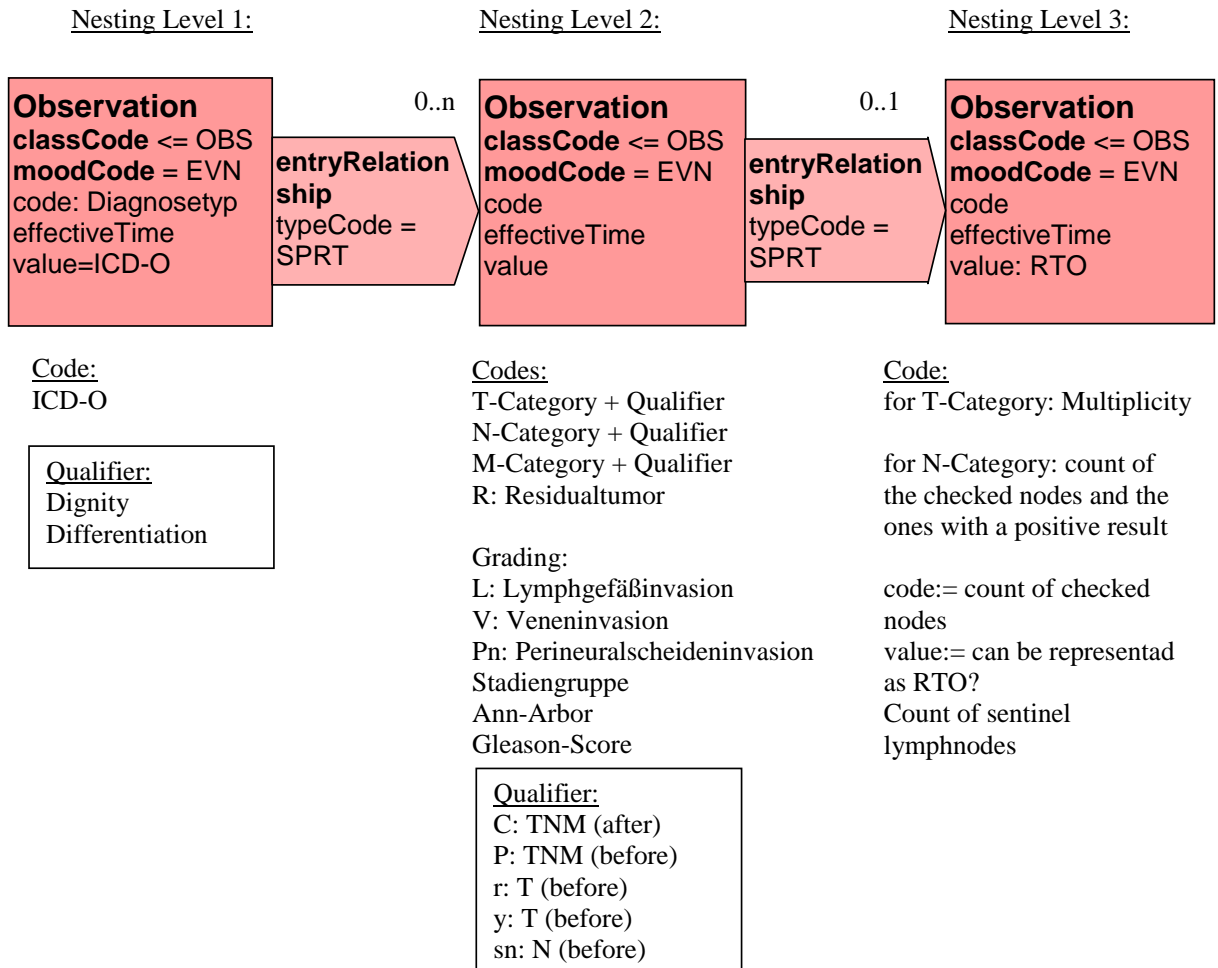 Nesting Level 1:
Nesting Level 2:
Nesting Level 3:
Observation
classCode <= OBS
moodCode = EVN
code: Diagnosetyp
effectiveTime
value=ICD-O
0..n
entryRelation
ship
typeCode =
SPRT
Observation
classCode <= OBS
moodCode = EVN
code
effectiveTime
value
0..1
entryRelation
ship
typeCode =
SPRT
Observation
classCode <= OBS
moodCode = EVN
code
effectiveTime
value: RTO
Code:
ICD-O
Qualifier:
Dignity
Differentiation
Codes:
T-Category + Qualifier
N-Category + Qualifier
M-Category + Qualifier
R: Residualtumor
Grading:
L: Lymphgefäßinvasion
V: Veneninvasion
Pn: Perineuralscheideninvasion
Stadiengruppe
Ann-Arbor
Gleason-Score
Qualifier:
C: TNM (after)
P: TNM (before)
r: T (before)
y: T (before)
sn: N (before)
Code:
for T-Category: Multiplicity
for N-Category: count of
the checked nodes and the
ones with a positive result
code:= count of checked
nodes
value:= can be representad
as RTO?
Count of sentinel
lymphnodes